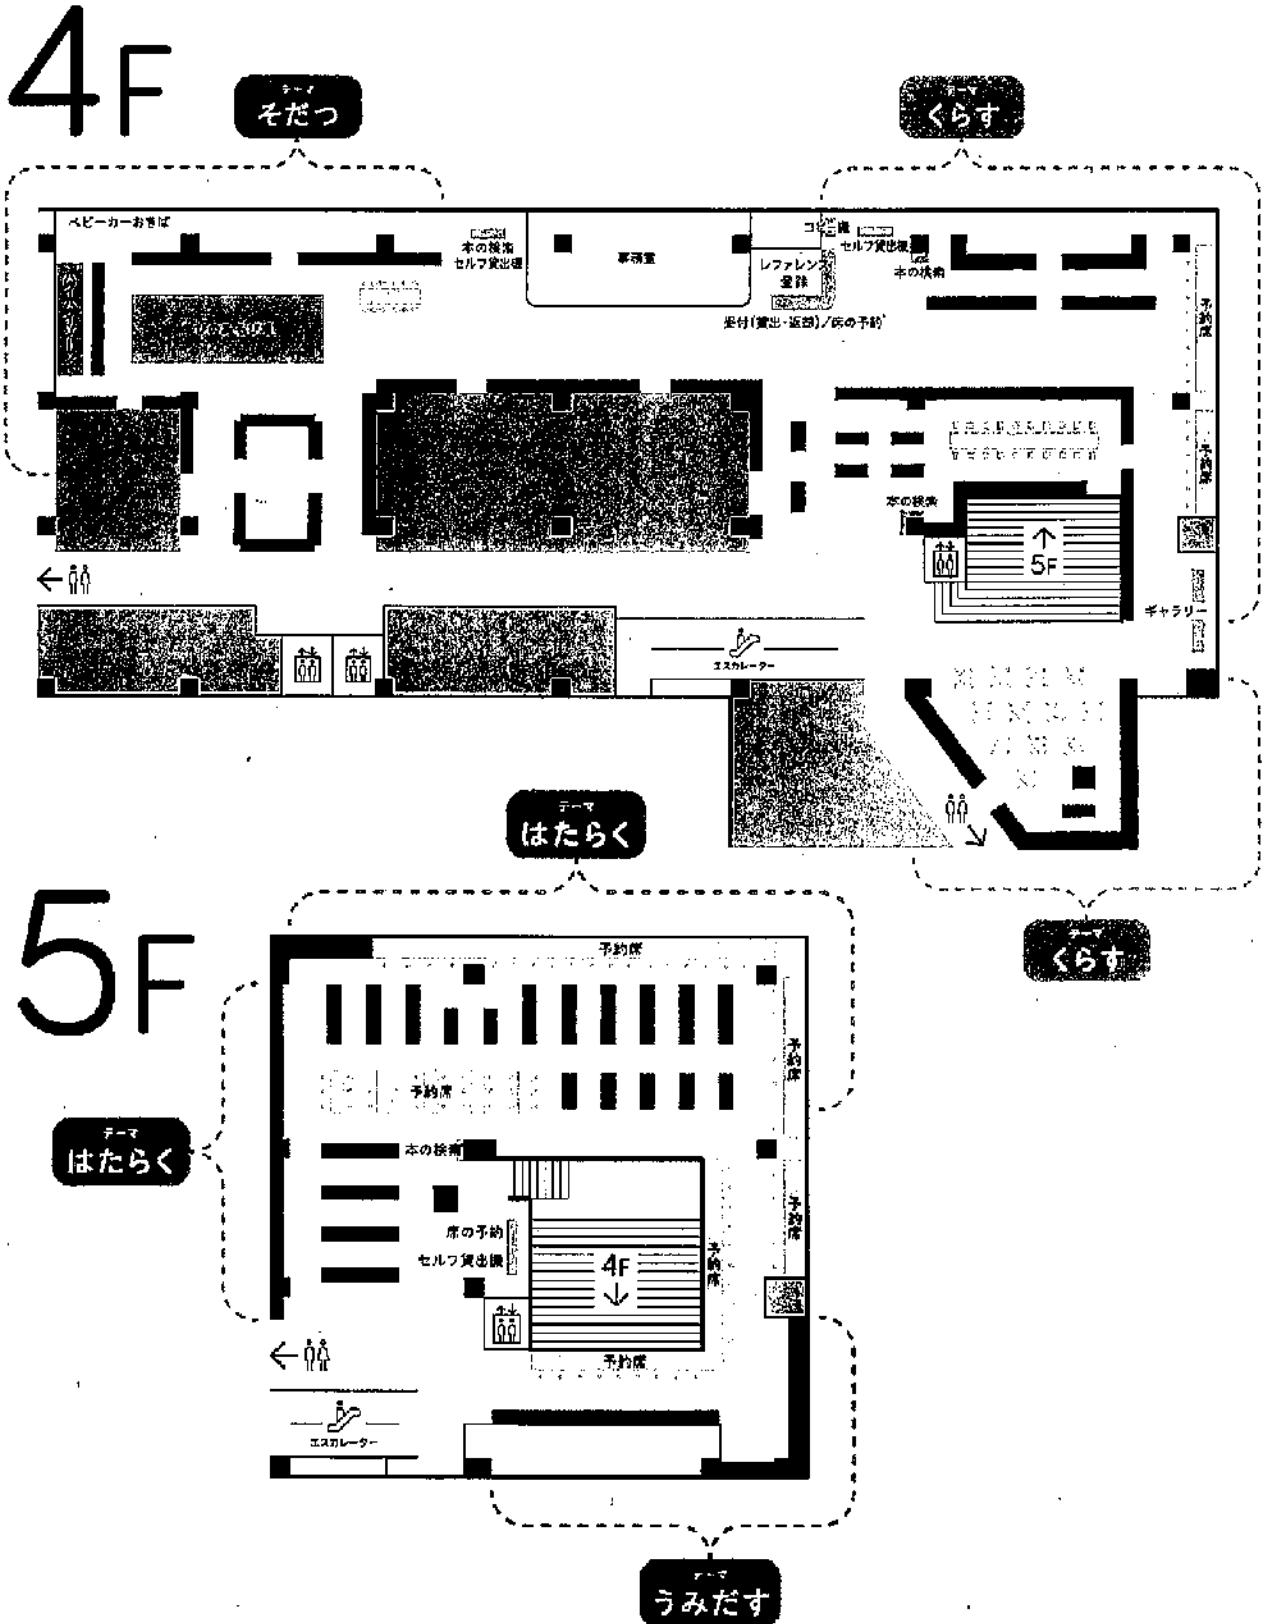 4F
テーマ
そだつ
テーマ
くらす
ベビーカーおきば
本の検索
セルフ貸出機
事務室
セルフ貸出機
本の検索
レファレンス
登録
受付(貸出・返却)/席の予約
予約席
予約席
本の検索
↑
5F
←
ギャラリー
エスカレーター
テーマ
はたらく
テーマ
くらす
5F
予約席
予約席
予約席
テーマ
はたらく
本の検索
予約席
席の予約
セルフ貸出機
4F
↓
予約席
予約席
←
エスカレーター
テーマ
うみだす